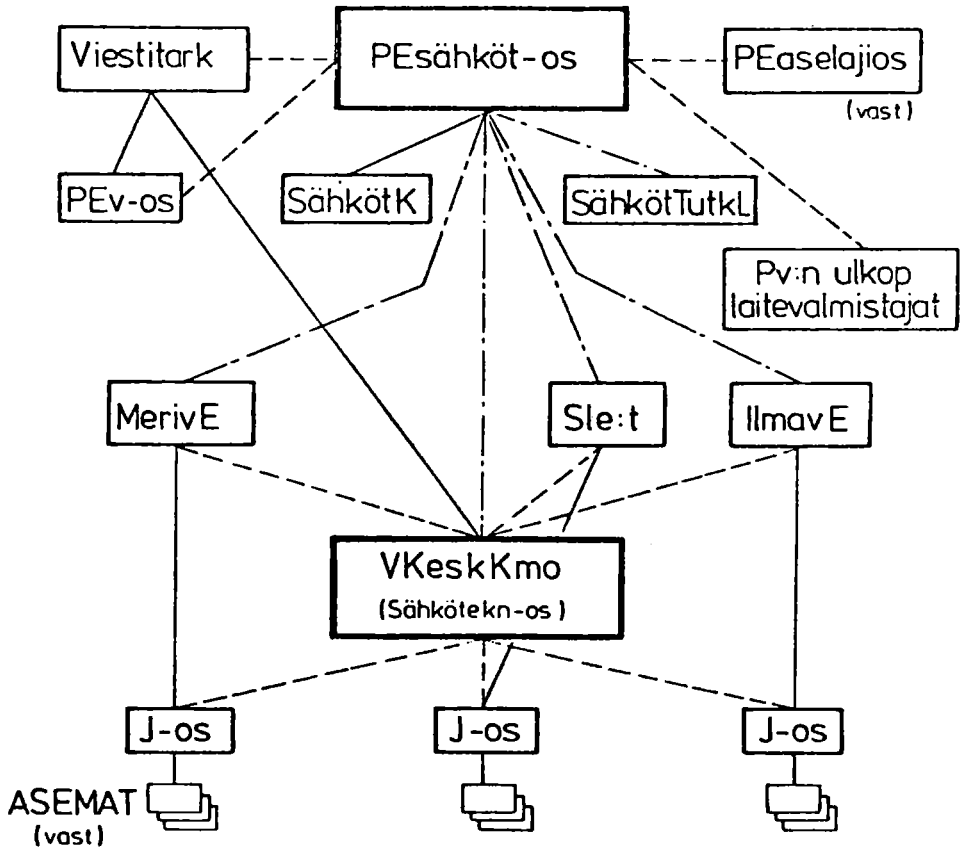 Viestitark
PEsähköt-os
PEaselajios
(vast)
PEv-os
SähkötK
SähkötTutkL
Pv:n ulkop
laitevalmistajat
MerivE
Sle:t
IlmavE
VKeskKmo
(Sähkötekn-os)
J-os
J-os
J-os
ASEMAT
(vast)